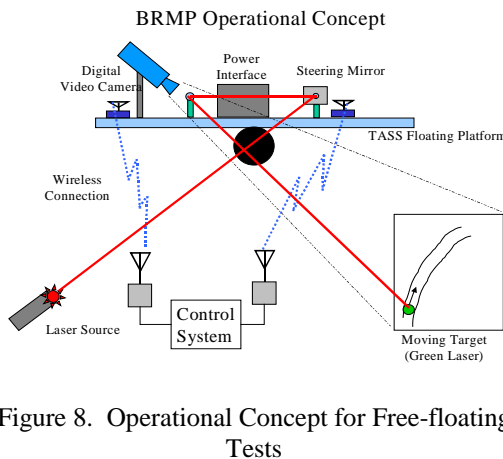 BRMP Operational Concept
Digital
Video Camera
Power
Interface
Steering Mirror
TASS Floating Platform
Wireless
Connection
Laser Source
Control
System
Moving Target
(Green Laser)
Figure 8. Operational Concept for Free-floating
Tests